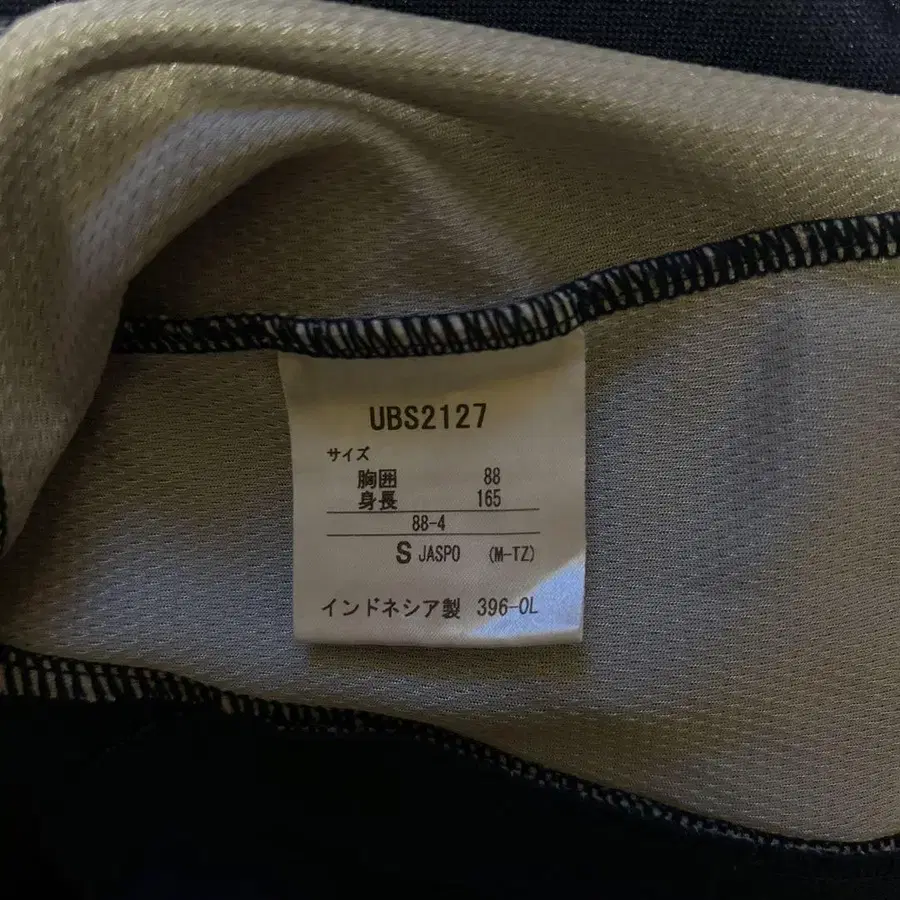 UBS2127
サイズ
胸囲 88
身長 165
88-4
S JASPO (M-TZ)
インドネシア製 396-OL